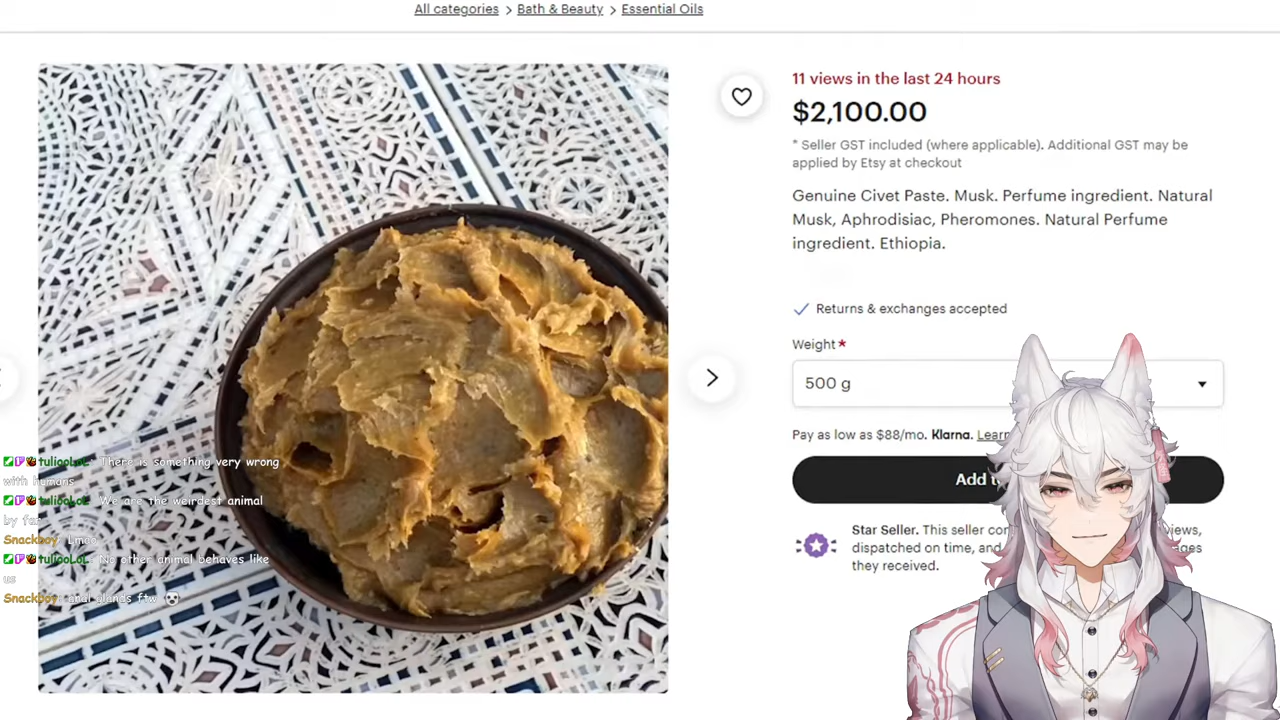 All categories > Bath & Beauty > Essential Oils
11 views in the last 24 hours
$2,100.00
* Seller GST included (where applicable). Additional GST may be
applied by Etsy at checkout
Genuine Civet Paste. Musk. Perfume ingredient. Natural
Musk, Aphrodisiac, Pheromones. Natural Perfume
ingredient. Ethiopia.
Returns & exchanges accepted
Weight*
500 g
Pay as low as $88/mo. Klarna. Learn
Add
Star Seller. This seller views,
dispatched on time, and
they received.
tuliooLoL: There is something very wrong
with humans
tuliooLoL: We are the weirdest animal
by far
Snackboy: Lmao
tuliooLoL: No other animal behaves like
us
Snackboy: anal glands ftw